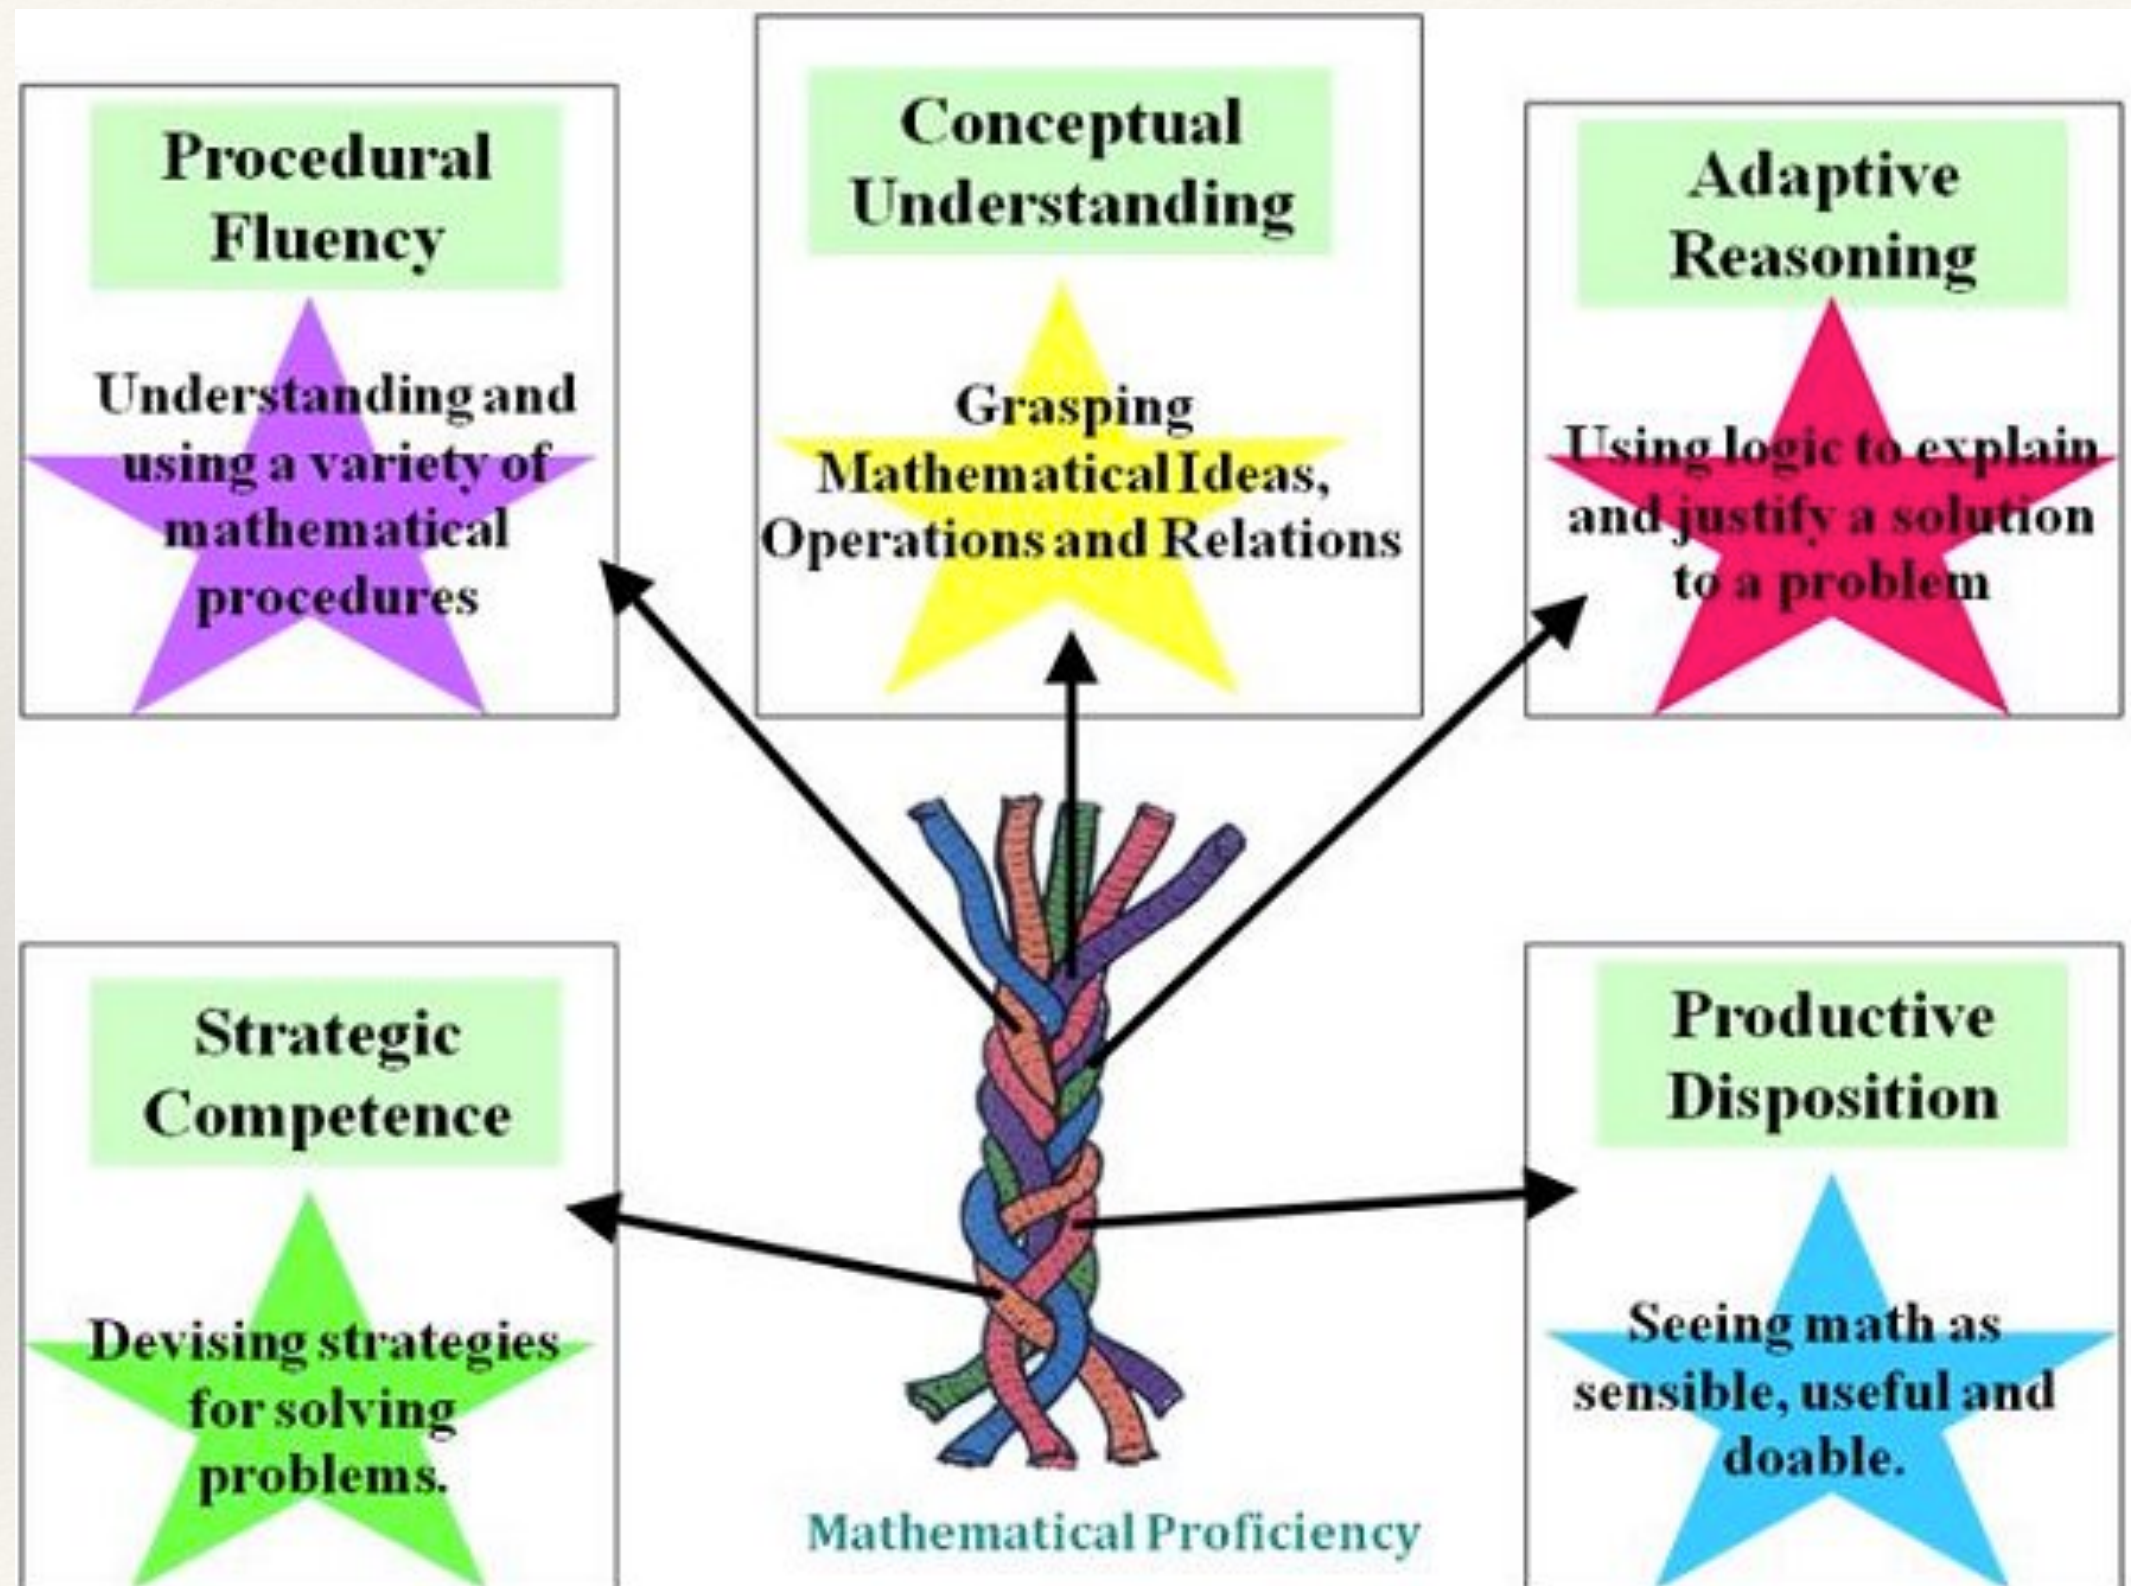 Procedural
Fluency
Understanding and
using a variety of
mathematical
procedures
Conceptual
Understanding
Grasping
Mathematical Ideas,
Operations and Relations
Adaptive
Reasoning
Using logic to explain
and justify a solution
to a problem
Strategic
Competence
Devising strategies
for solving
problems.
Productive
Disposition
Seeing math as
sensible, useful and
doable.
Mathematical Proficiency